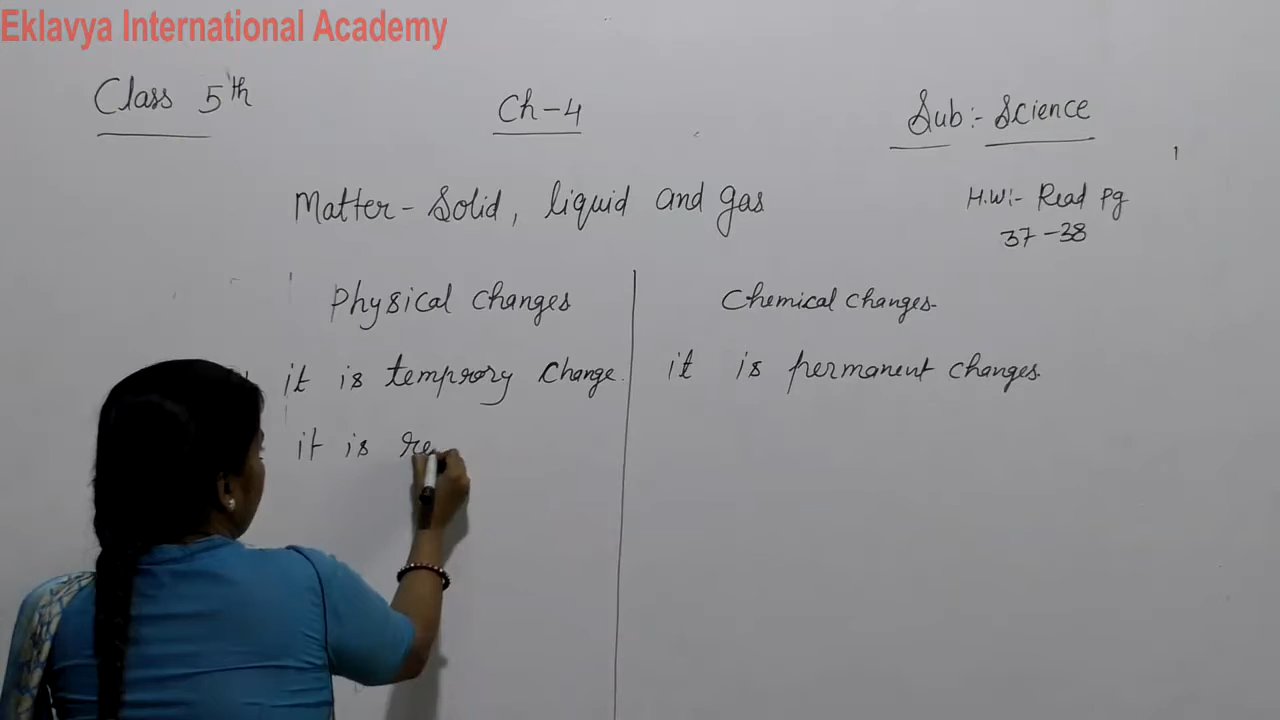 Eklavya International Academy
Class 5th
Ch-4
Sub:- Science
Matter - Solid, liquid and gas
H.W:- Read Pg
37-38
Physical changes
Chemical changes.
it is temprory change.
it is permanent changes.
it is re